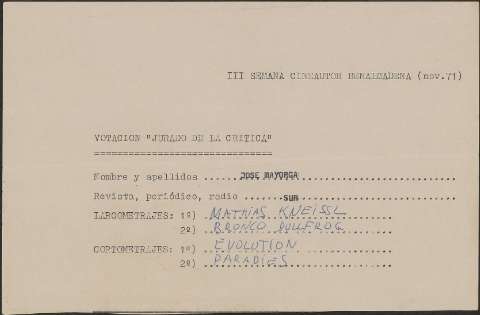 III SEMANA CINEAUTOR BENALMADENA (nov.71)
VOTACION "JURADO DE LA CRITICA"
==============================
Nombre y apellidos ... JOSE MAYORGA ...
Revista, periódico, radio ... SUR ...
LARGOMETRAJES: 1º) MATHIAS KNEISSL
2º) BRONCO BULLFROG
CORTOMETRAJES: 1º) EVOLUTION
2º) PARADIES